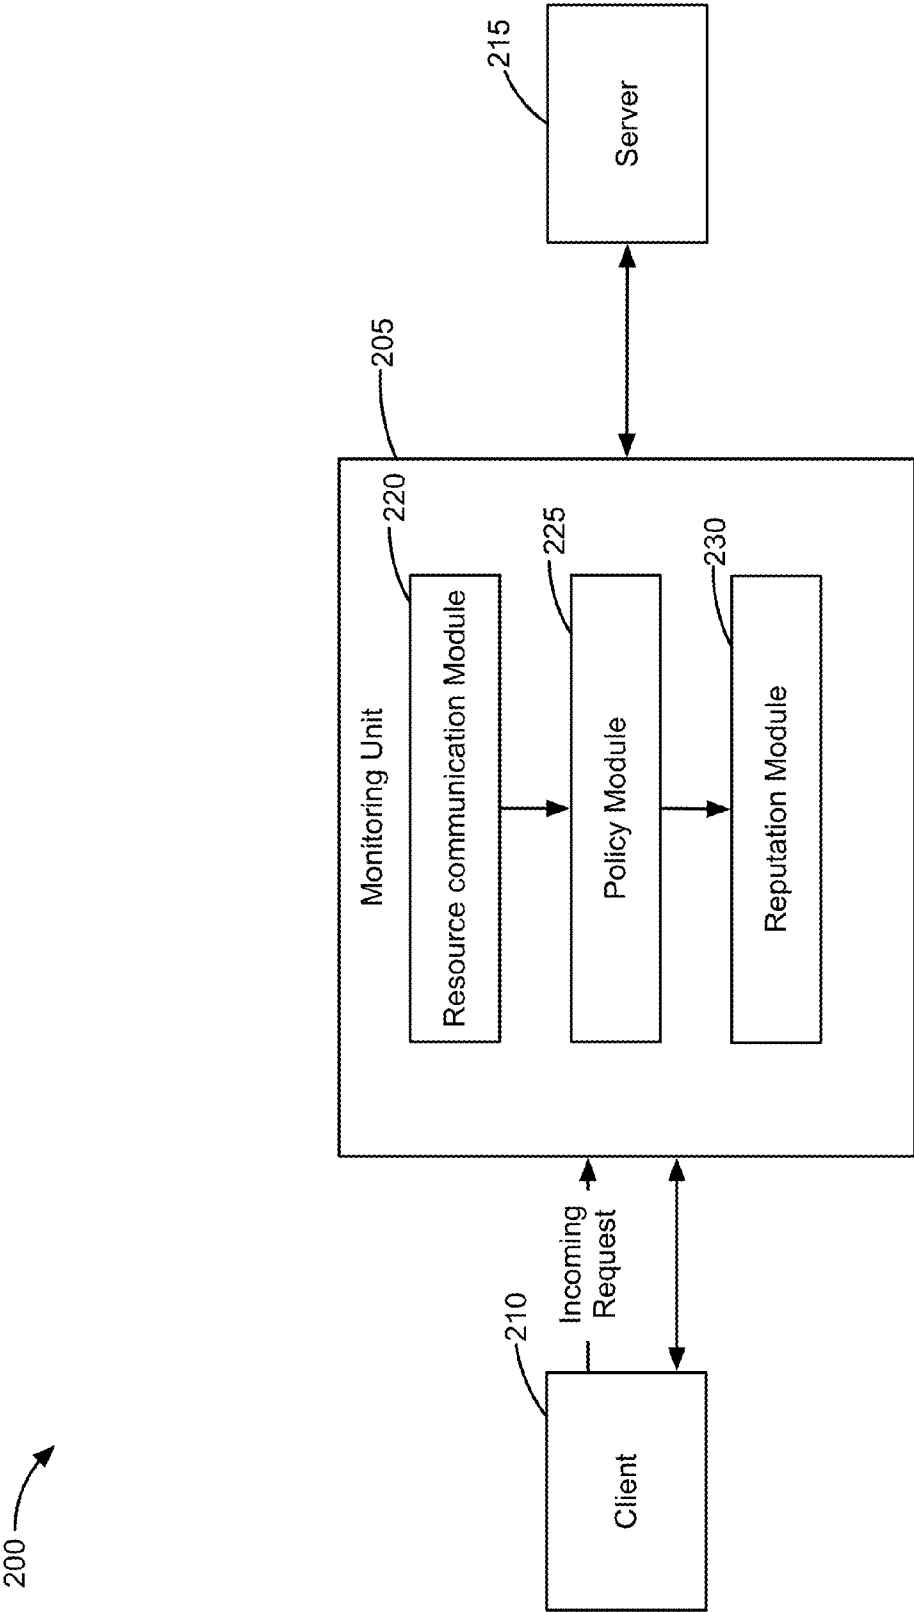 200
Monitoring Unit
205
Resource communication Module
220
Policy Module
225
Reputation Module
230
Client
210
Incoming
Request
Server
215